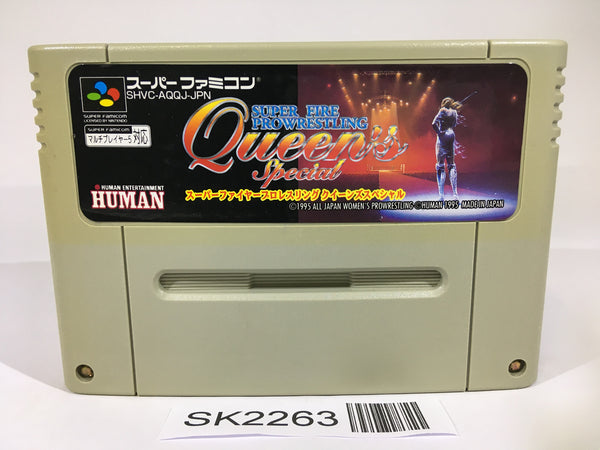 スーパーファミコン®
SHVC-AQQJ-JPN
SUPER FAMICOM
LICENSED BY NINTENDO
SUPER FAMICOM
マルチプレイヤー5 対応
SUPER FIRE
PROWRESTLING
Queen's
Special
スーパーファイヤープロレスリング クイーンズスペシャル
HUMAN ENTERTAINMENT
HUMAN
©1995 ALL JAPAN WOMEN'S PROWRESTLING ©HUMAN 1995 MADE IN JAPAN
SK2263